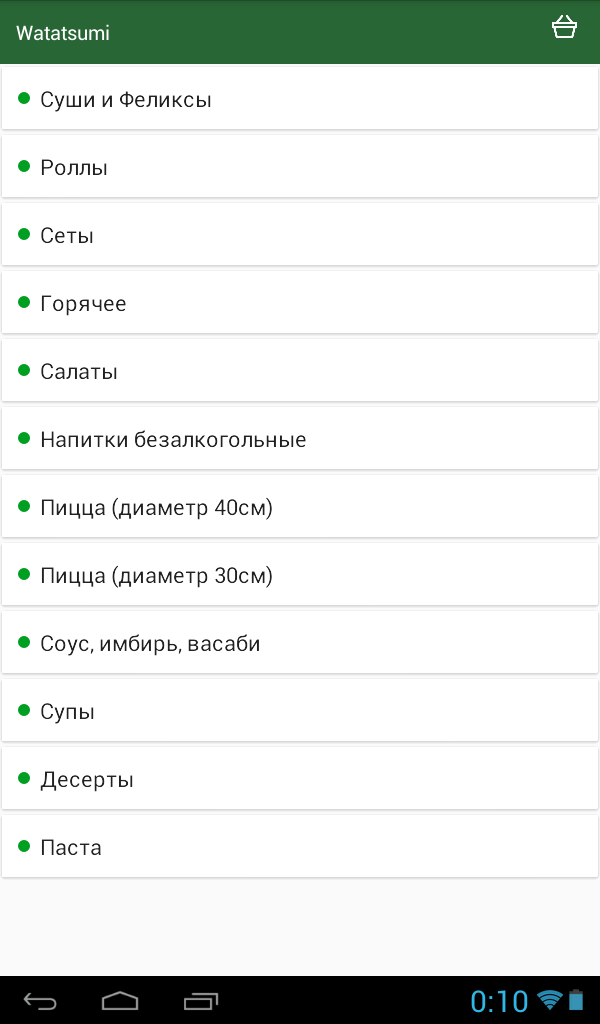 Watatsumi
Суши и Феликсы
Роллы
Сеты
Горячее
Салаты
Напитки безалкогольные
Пицца (диаметр 40см)
Пицца (диаметр 30см)
Соус, имбирь, васаби
Супы
Десерты
Паста
0:10